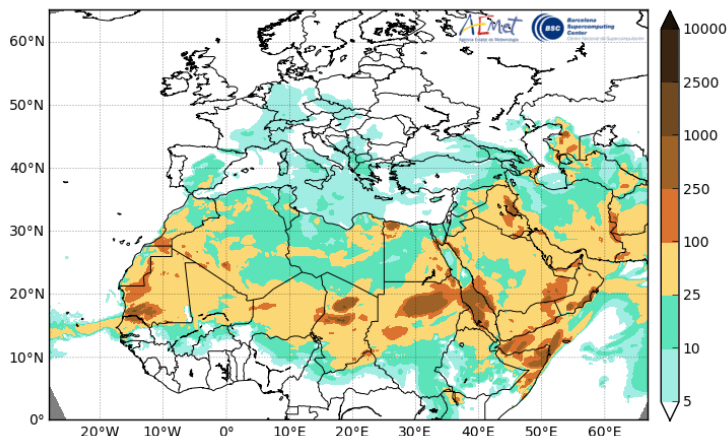 AEMet
Agencia Estatal de Meteorología
BSC
Barcelona
Supercomputing
Center
Centro Nacional de Supercomputación
60°N
50°N
40°N
30°N
20°N
10°N
0°
20°W
10°W
0°
10°E
20°E
30°E
40°E
50°E
60°E
10000
2500
1000
250
100
25
10
5